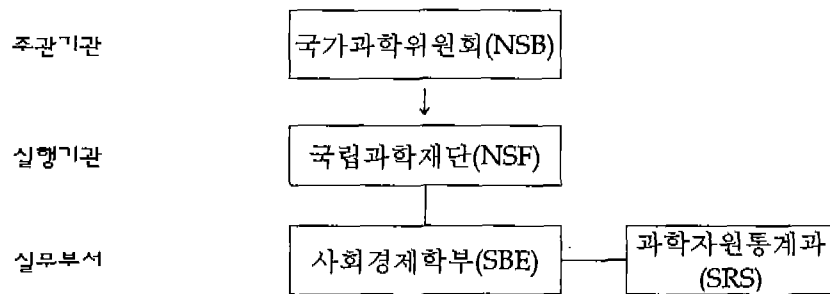 주관기관
국가과학위원회(NSB)
실행기관
국립과학재단(NSF)
실무부서
사회경제학부(SBE)
과학자원통계과
(SRS)